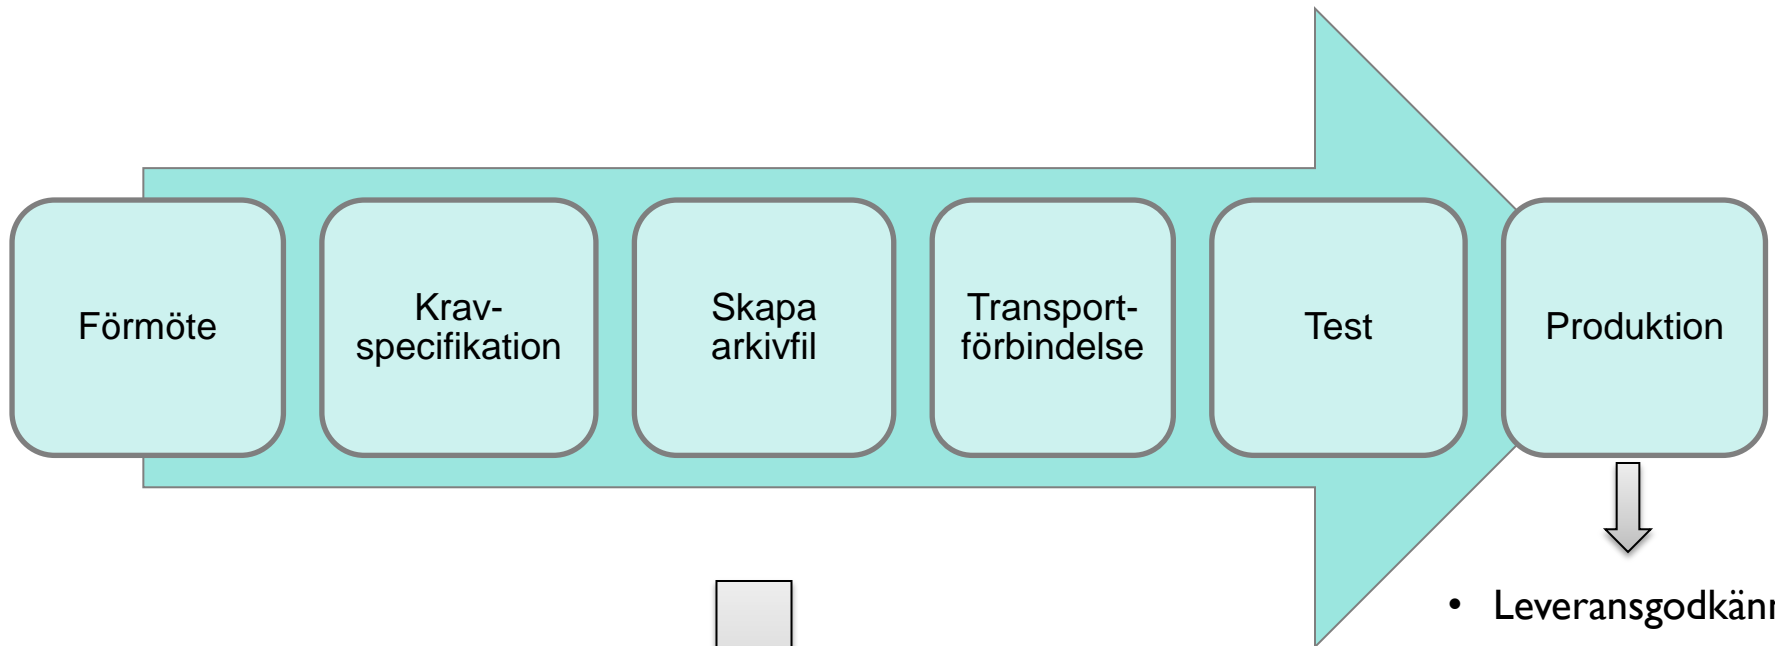 Förmöte
Krav-
specifikation
Skapa
arkivfil
Transport-
förbindelse
Test
Produktion